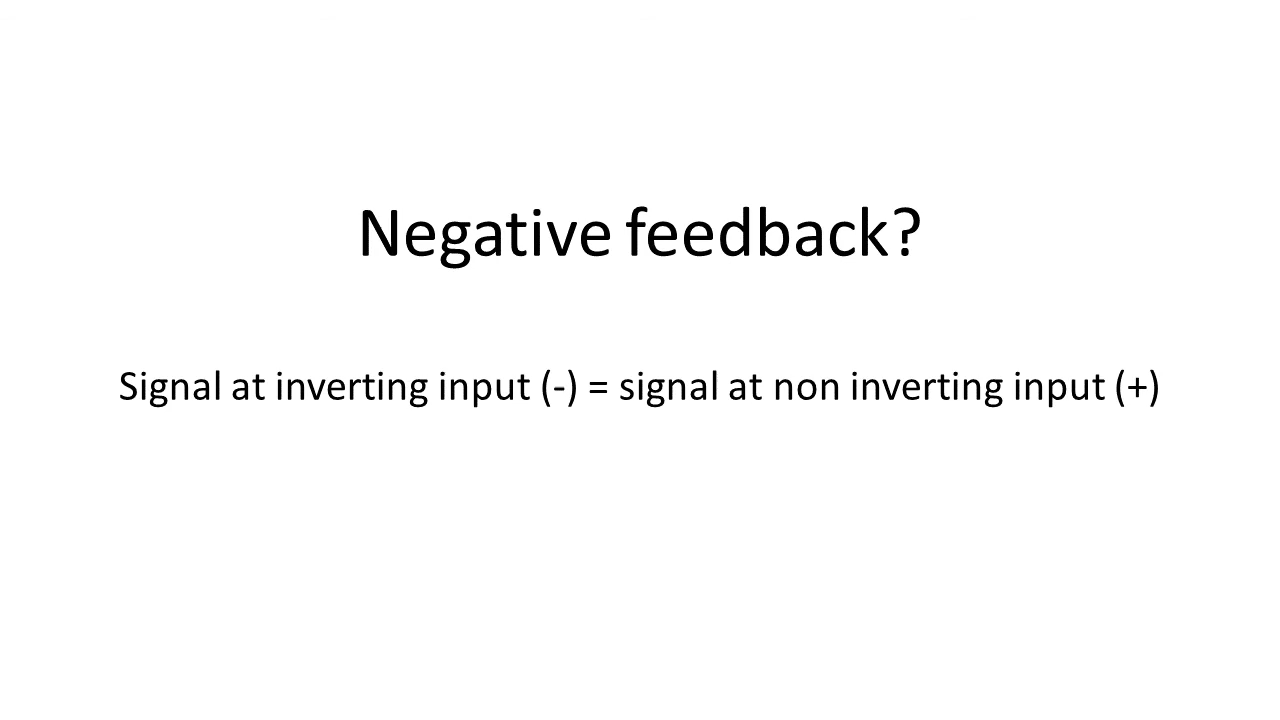 Negative feedback?
Signal at inverting input (-) = signal at non inverting input (+)